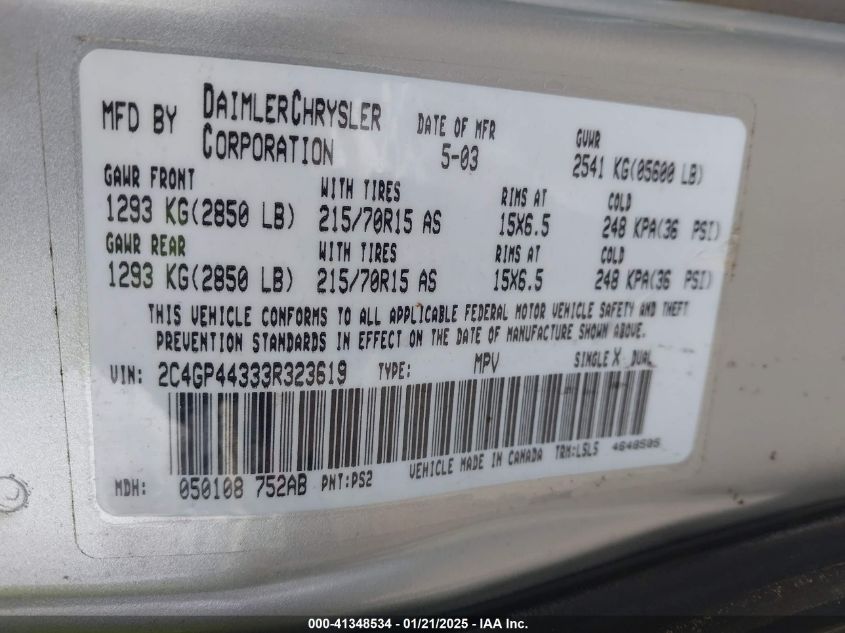 MFD BY DAIMLERCHRYSLER CORPORATION
DATE OF MFR
5-03
GVWR
2541 KG(05600 LB)
GAWR FRONT WITH TIRES RIMS AT COLD
1293 KG(2850 LB) 215/70R15 AS 15X6.5 248 KPA(36 PSI)
GAWR REAR WITH TIRES RIMS AT COLD
1293 KG(2850 LB) 215/70R15 AS 15X6.5 248 KPA(36 PSI)
THIS VEHICLE CONFORMS TO ALL APPLICABLE FEDERAL MOTOR VEHICLE SAFETY AND THEFT
PREVENTION STANDARDS IN EFFECT ON THE DATE OF MANUFACTURE SHOWN ABOVE.
VIN: 2C4GP44333R323619 TYPE: MPV SINGLE X DUAL
MDH: 050108 752AB PNT:PS2 VEHICLE MADE IN CANADA TRM:L5L5 4648505
000-41348534 - 01/21/2025 - IAA Inc.